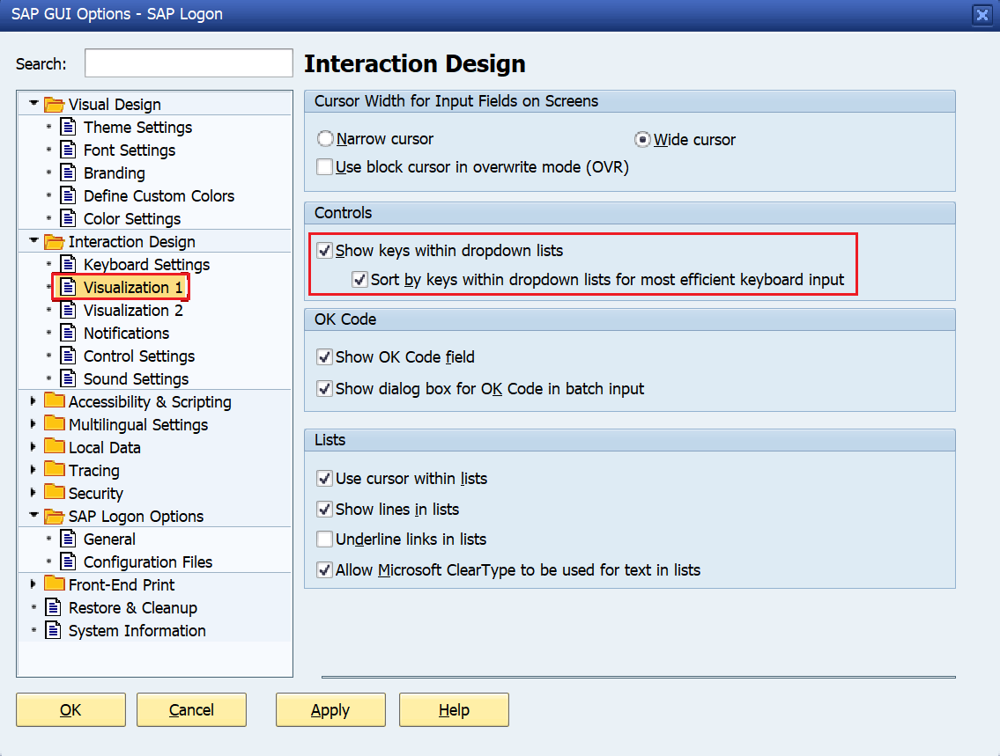 SAP GUI Options - SAP Logon
Search:
Visual Design
Theme Settings
Font Settings
Branding
Define Custom Colors
Color Settings
Interaction Design
Keyboard Settings
Visualization 1
Visualization 2
Notifications
Control Settings
Sound Settings
Accessibility & Scripting
Multilingual Settings
Local Data
Tracing
Security
SAP Logon Options
General
Configuration Files
Front-End Print
Restore & Cleanup
System Information
Interaction Design
Cursor Width for Input Fields on Screens
Narrow cursor
Wide cursor
Use block cursor in overwrite mode (OVR)
Controls
Show keys within dropdown lists
Sort by keys within dropdown lists for most efficient keyboard input
OK Code
Show OK Code field
Show dialog box for OK Code in batch input
Lists
Use cursor within lists
Show lines in lists
Underline links in lists
Allow Microsoft ClearType to be used for text in lists
OK
Cancel
Apply
Help